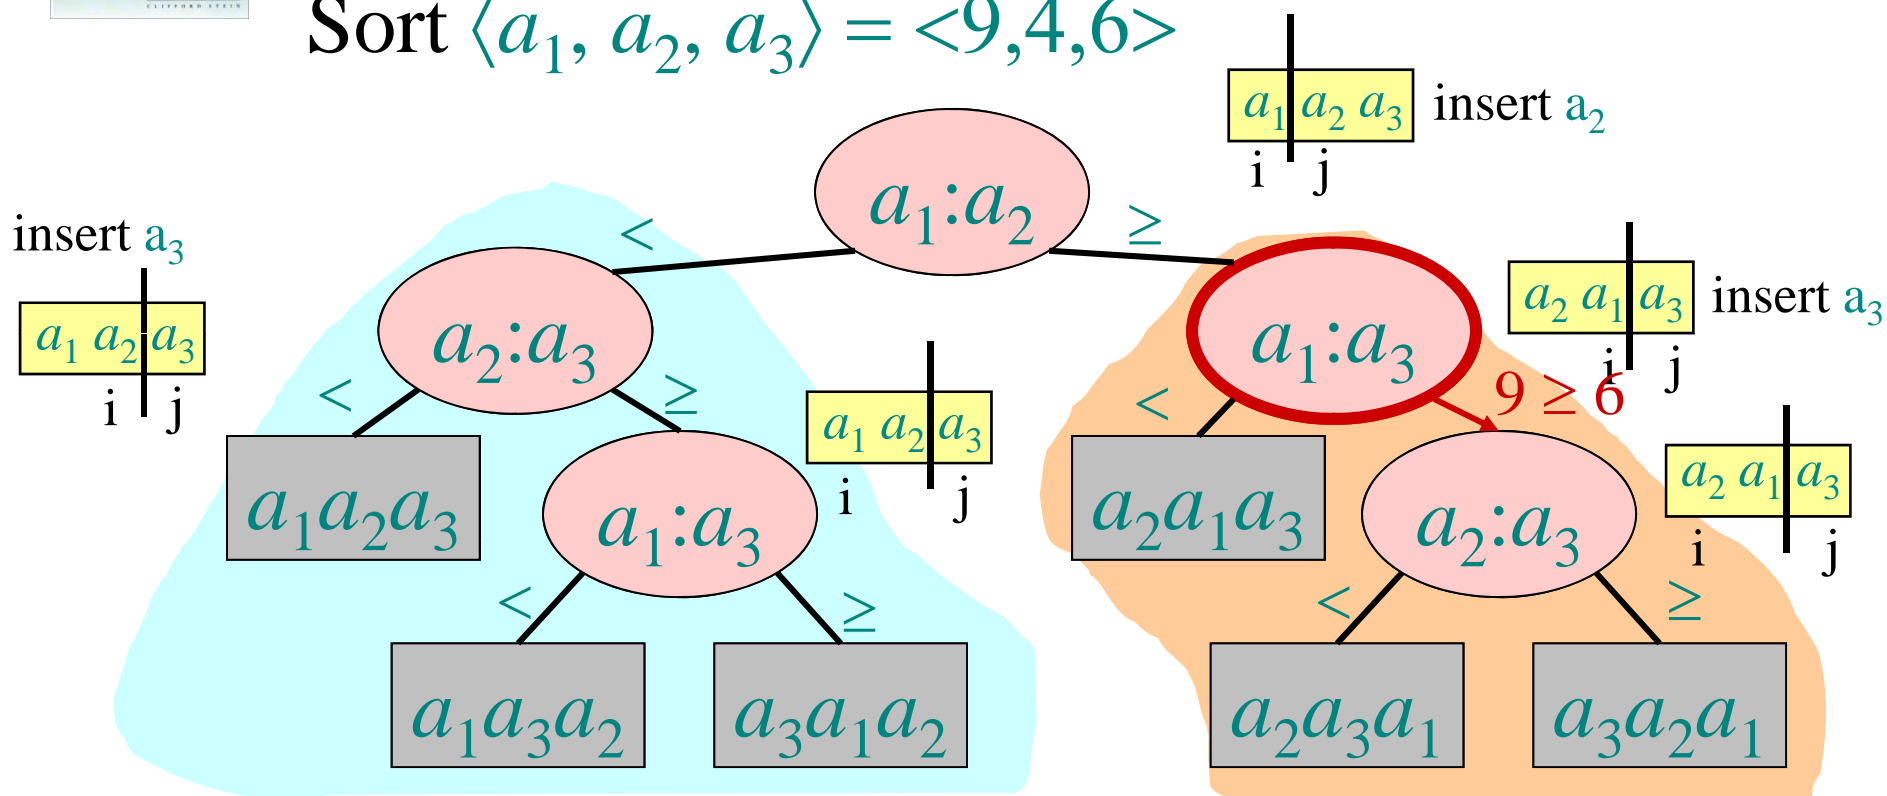 CLIFFORD STEIN
Sort ⟨a₁, a₂, a₃⟩ = <9,4,6>
a₁ a₂ a₃ insert a₂
i j
a₁:a₂
< ≥
insert a₃
a₁ a₂ a₃
i j
a₂:a₃
< ≥
a₁:a₃
a₂ a₁ a₃ insert a₃
i j
< 9 ≥ 6
a₁ a₂ a₃
i j
a₂ a₁ a₃
i j
a₁a₂a₃
a₁:a₃
a₂a₁a₃
a₂:a₃
< ≥
< ≥
a₁a₃a₂
a₃a₁a₂
a₂a₃a₁
a₃a₂a₁